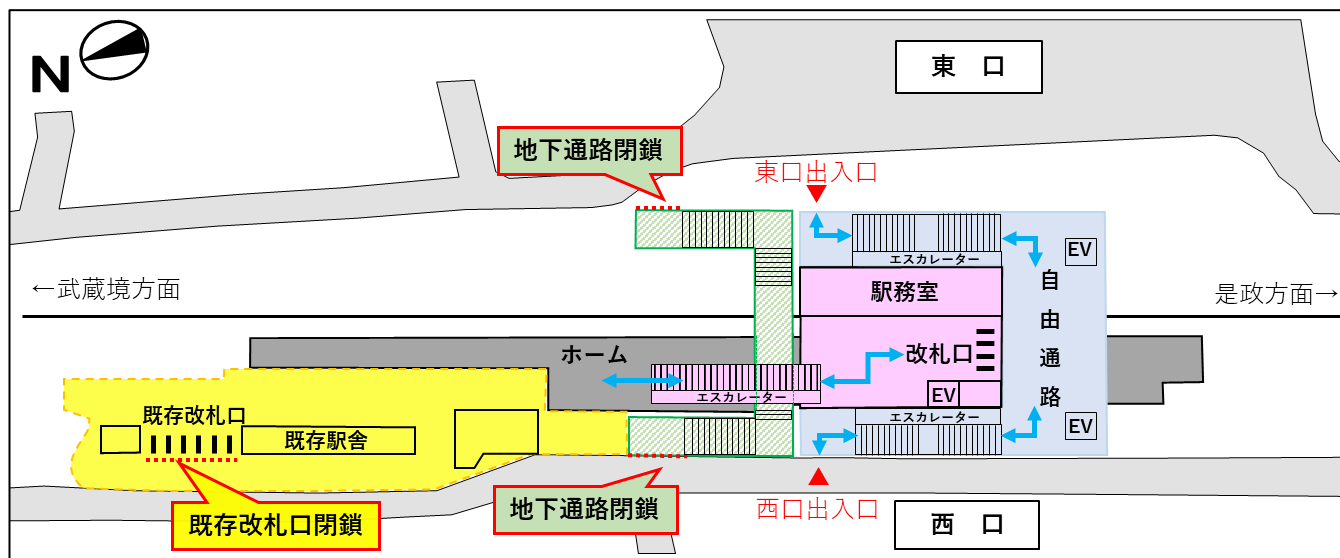 N
東 口
地下通路閉鎖
東口出入口
エスカレーター
EV
←武蔵境方面
駅務室
自由通路
是政方面→
ホーム
改札口
エスカレーター
EV
既存改札口
既存駅舎
エスカレーター
EV
既存改札口閉鎖
地下通路閉鎖
西口出入口
西 口